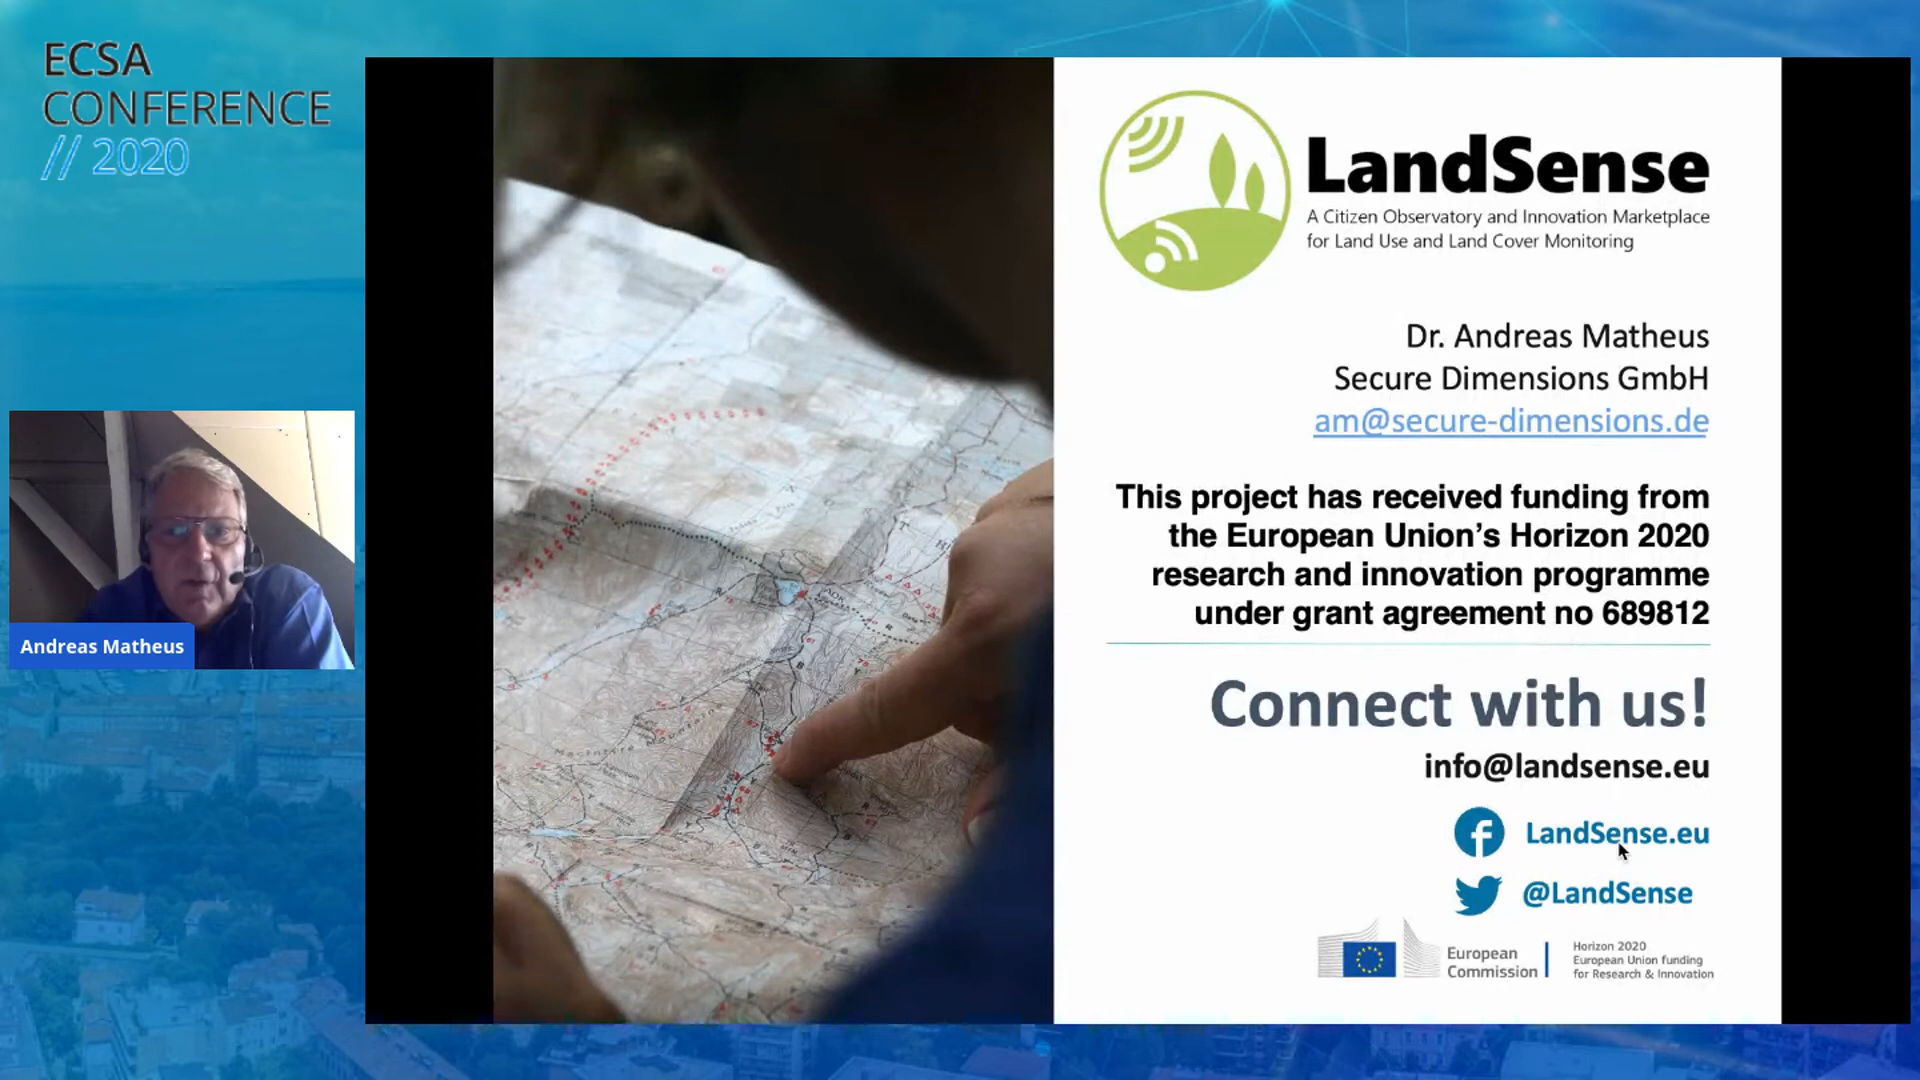 ECSA
CONFERENCE
// 2020
Andreas Matheus
LandSense
A Citizen Observatory and Innovation Marketplace
for Land Use and Land Cover Monitoring
Dr. Andreas Matheus
Secure Dimensions GmbH
am@secure-dimensions.de
This project has received funding from
the European Union's Horizon 2020
research and innovation programme
under grant agreement no 689812
Connect with us!
info@landsense.eu
LandSense.eu
@LandSense
European
Commission
Horizon 2020
European Union funding
for Research & Innovation